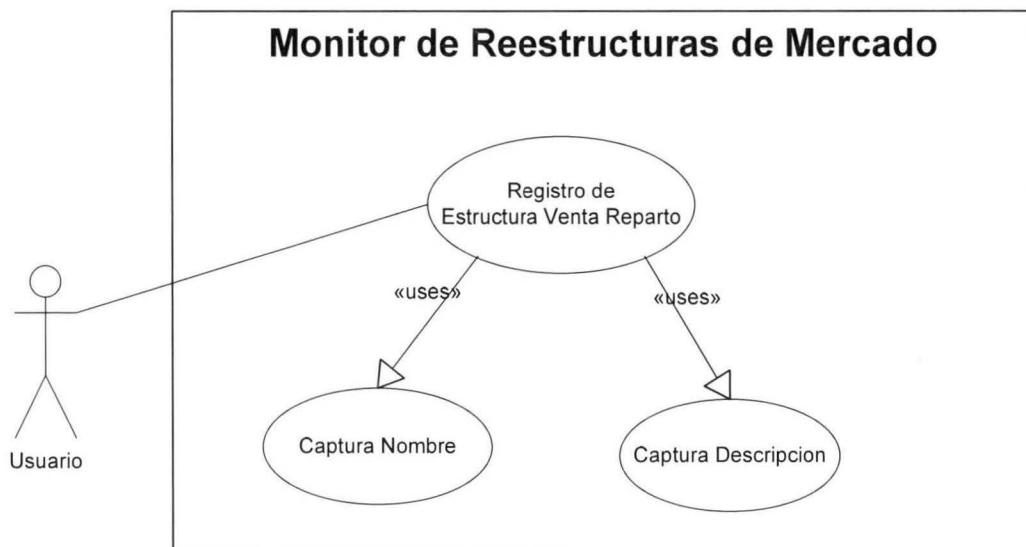 Monitor de Reestructuras de Mercado
Registro de
Estructura Venta Reparto
«uses»
«uses»
Captura Nombre
Captura Descripcion
Usuario